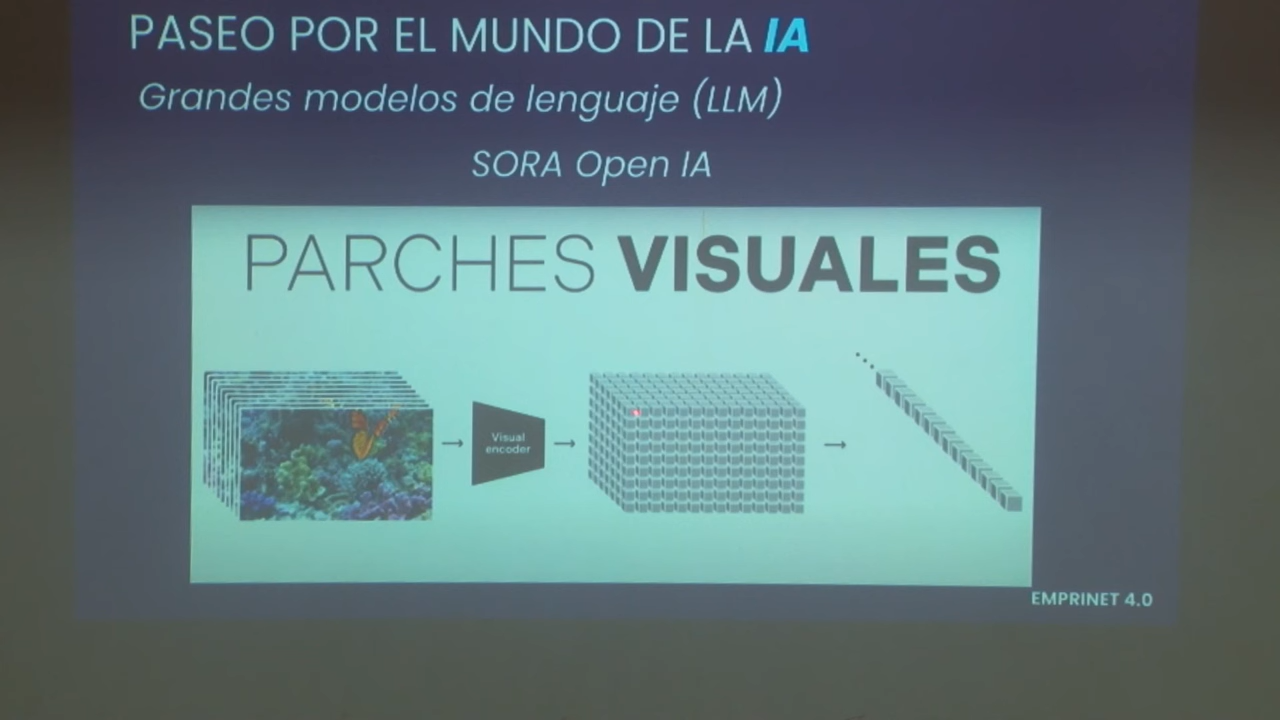 PASEO POR EL MUNDO DE LA IA
Grandes modelos de lenguaje (LLM)
SORA Open IA
PARCHES VISUALES
Visual
encoder
EMPRINET 4.0